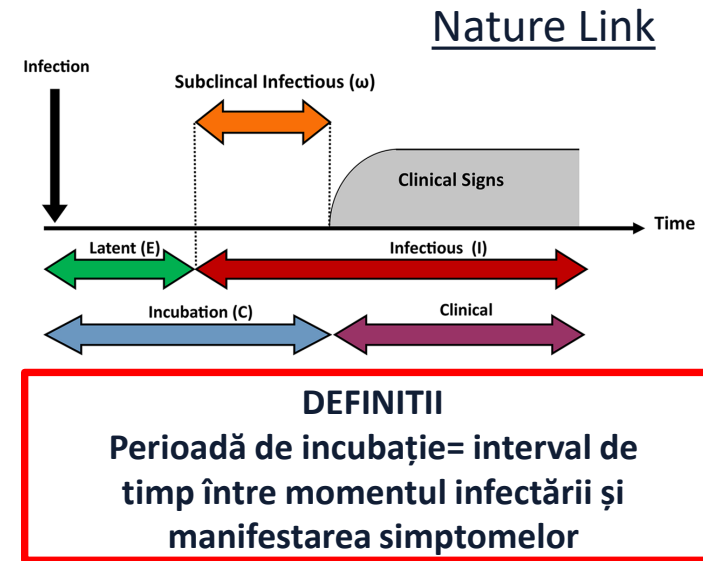 Nature Link
Infection
Subclincal Infectious (ω)
Clinical Signs
Time
Latent (E)
Infectious (I)
Incubation (C)
Clinical
DEFINITII
Perioadă de incubație= interval de
timp între momentul infectării și
manifestarea simptomelor